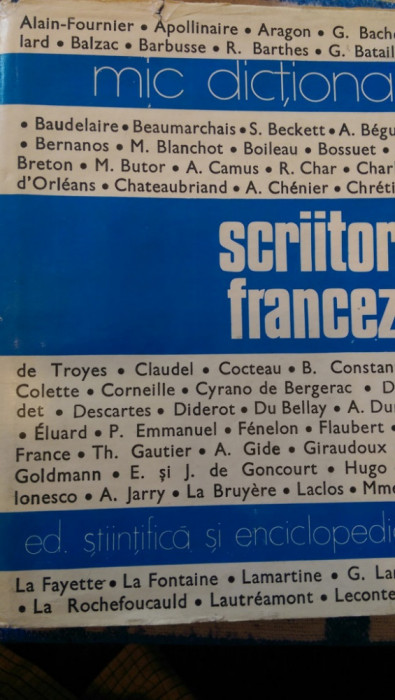 Alain-Fournier • Apollinaire • Aragon • G. Bach
lard • Balzac • Barbusse • R. Barthes • G. Batail
mic dicționa
• Baudelaire • Beaumarchais • S. Beckett • A. Bégu
• Bernanos • M. Blanchot • Boileau • Bossuet •
Breton • M. Butor • A. Camus • R. Char • Char
d'Orléans • Chateaubriand • A. Chénier • Chréti
scriitor
francez
de Troyes • Claudel • Cocteau • B. Constan
Colette • Corneille • Cyrano de Bergerac • D
det • Descartes • Diderot • Du Bellay • A. Du
• Éluard • P. Emmanuel • Fénelon • Flaubert •
France • Th. Gautier • A. Gide • Giraudoux
Goldmann • E. și J. de Goncourt • Hugo
Ionesco • A. Jarry • La Bruyère • Laclos • Mme
ed. științifică și enciclopedi
La Fayette • La Fontaine • Lamartine • G. La
• La Rochefoucauld • Lautréamont • Leconte